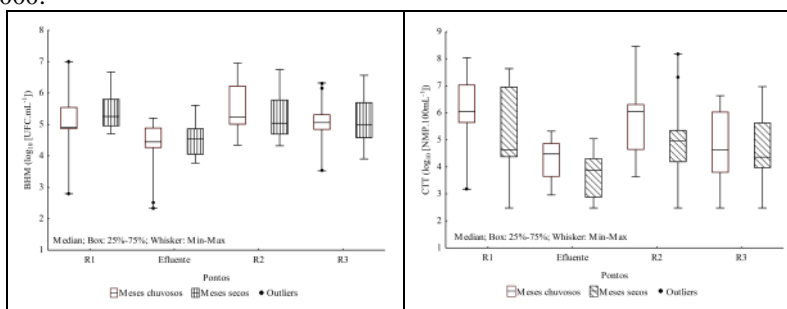 BHM (log₁₀ [UFC.mL⁻¹])
8
7
6
5
4
3
2
1
Median; Box: 25%-75%; Whisker: Min-Max
R1 Efluente R2 R3
Pontos
Meses chuvosos Meses secos Outliers
CTT (log₁₀ [NMP.100mL⁻¹])
9
8
7
6
5
4
3
2
1
Median; Box: 25%-75%; Whisker: Min-Max
R1 Efluente R2 R3
Pontos
Meses chuvosos Meses secos Outliers